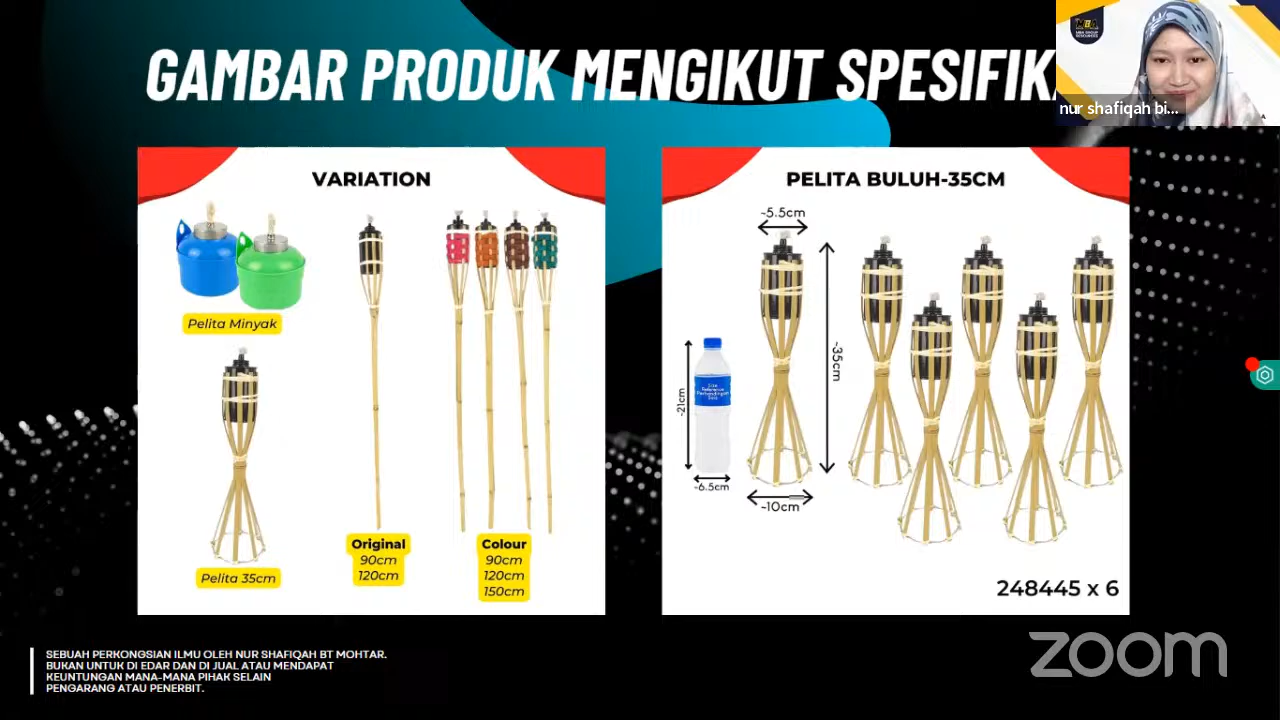 GAMBAR PRODUK MENGIKUT SPESIFIK
nur shafiqah bi...
VARIATION
Pelita Minyak
Pelita 35cm
Original
90cm
120cm
Colour
90cm
120cm
150cm
PELITA BULUH-35CM
~5.5cm
~35cm
~21cm
~6.5cm
~10cm
248445 x 6
SEBUAH PERKONGSIAN ILMU OLEH NUR SHAFIQAH BT MOHTAR.
BUKAN UNTUK DI EDAR DAN DI JUAL ATAU MENDAPAT
KEUNTUNGAN MANA-MANA PIHAK SELAIN
PENGARANG ATAU PENERBIT.
zoom